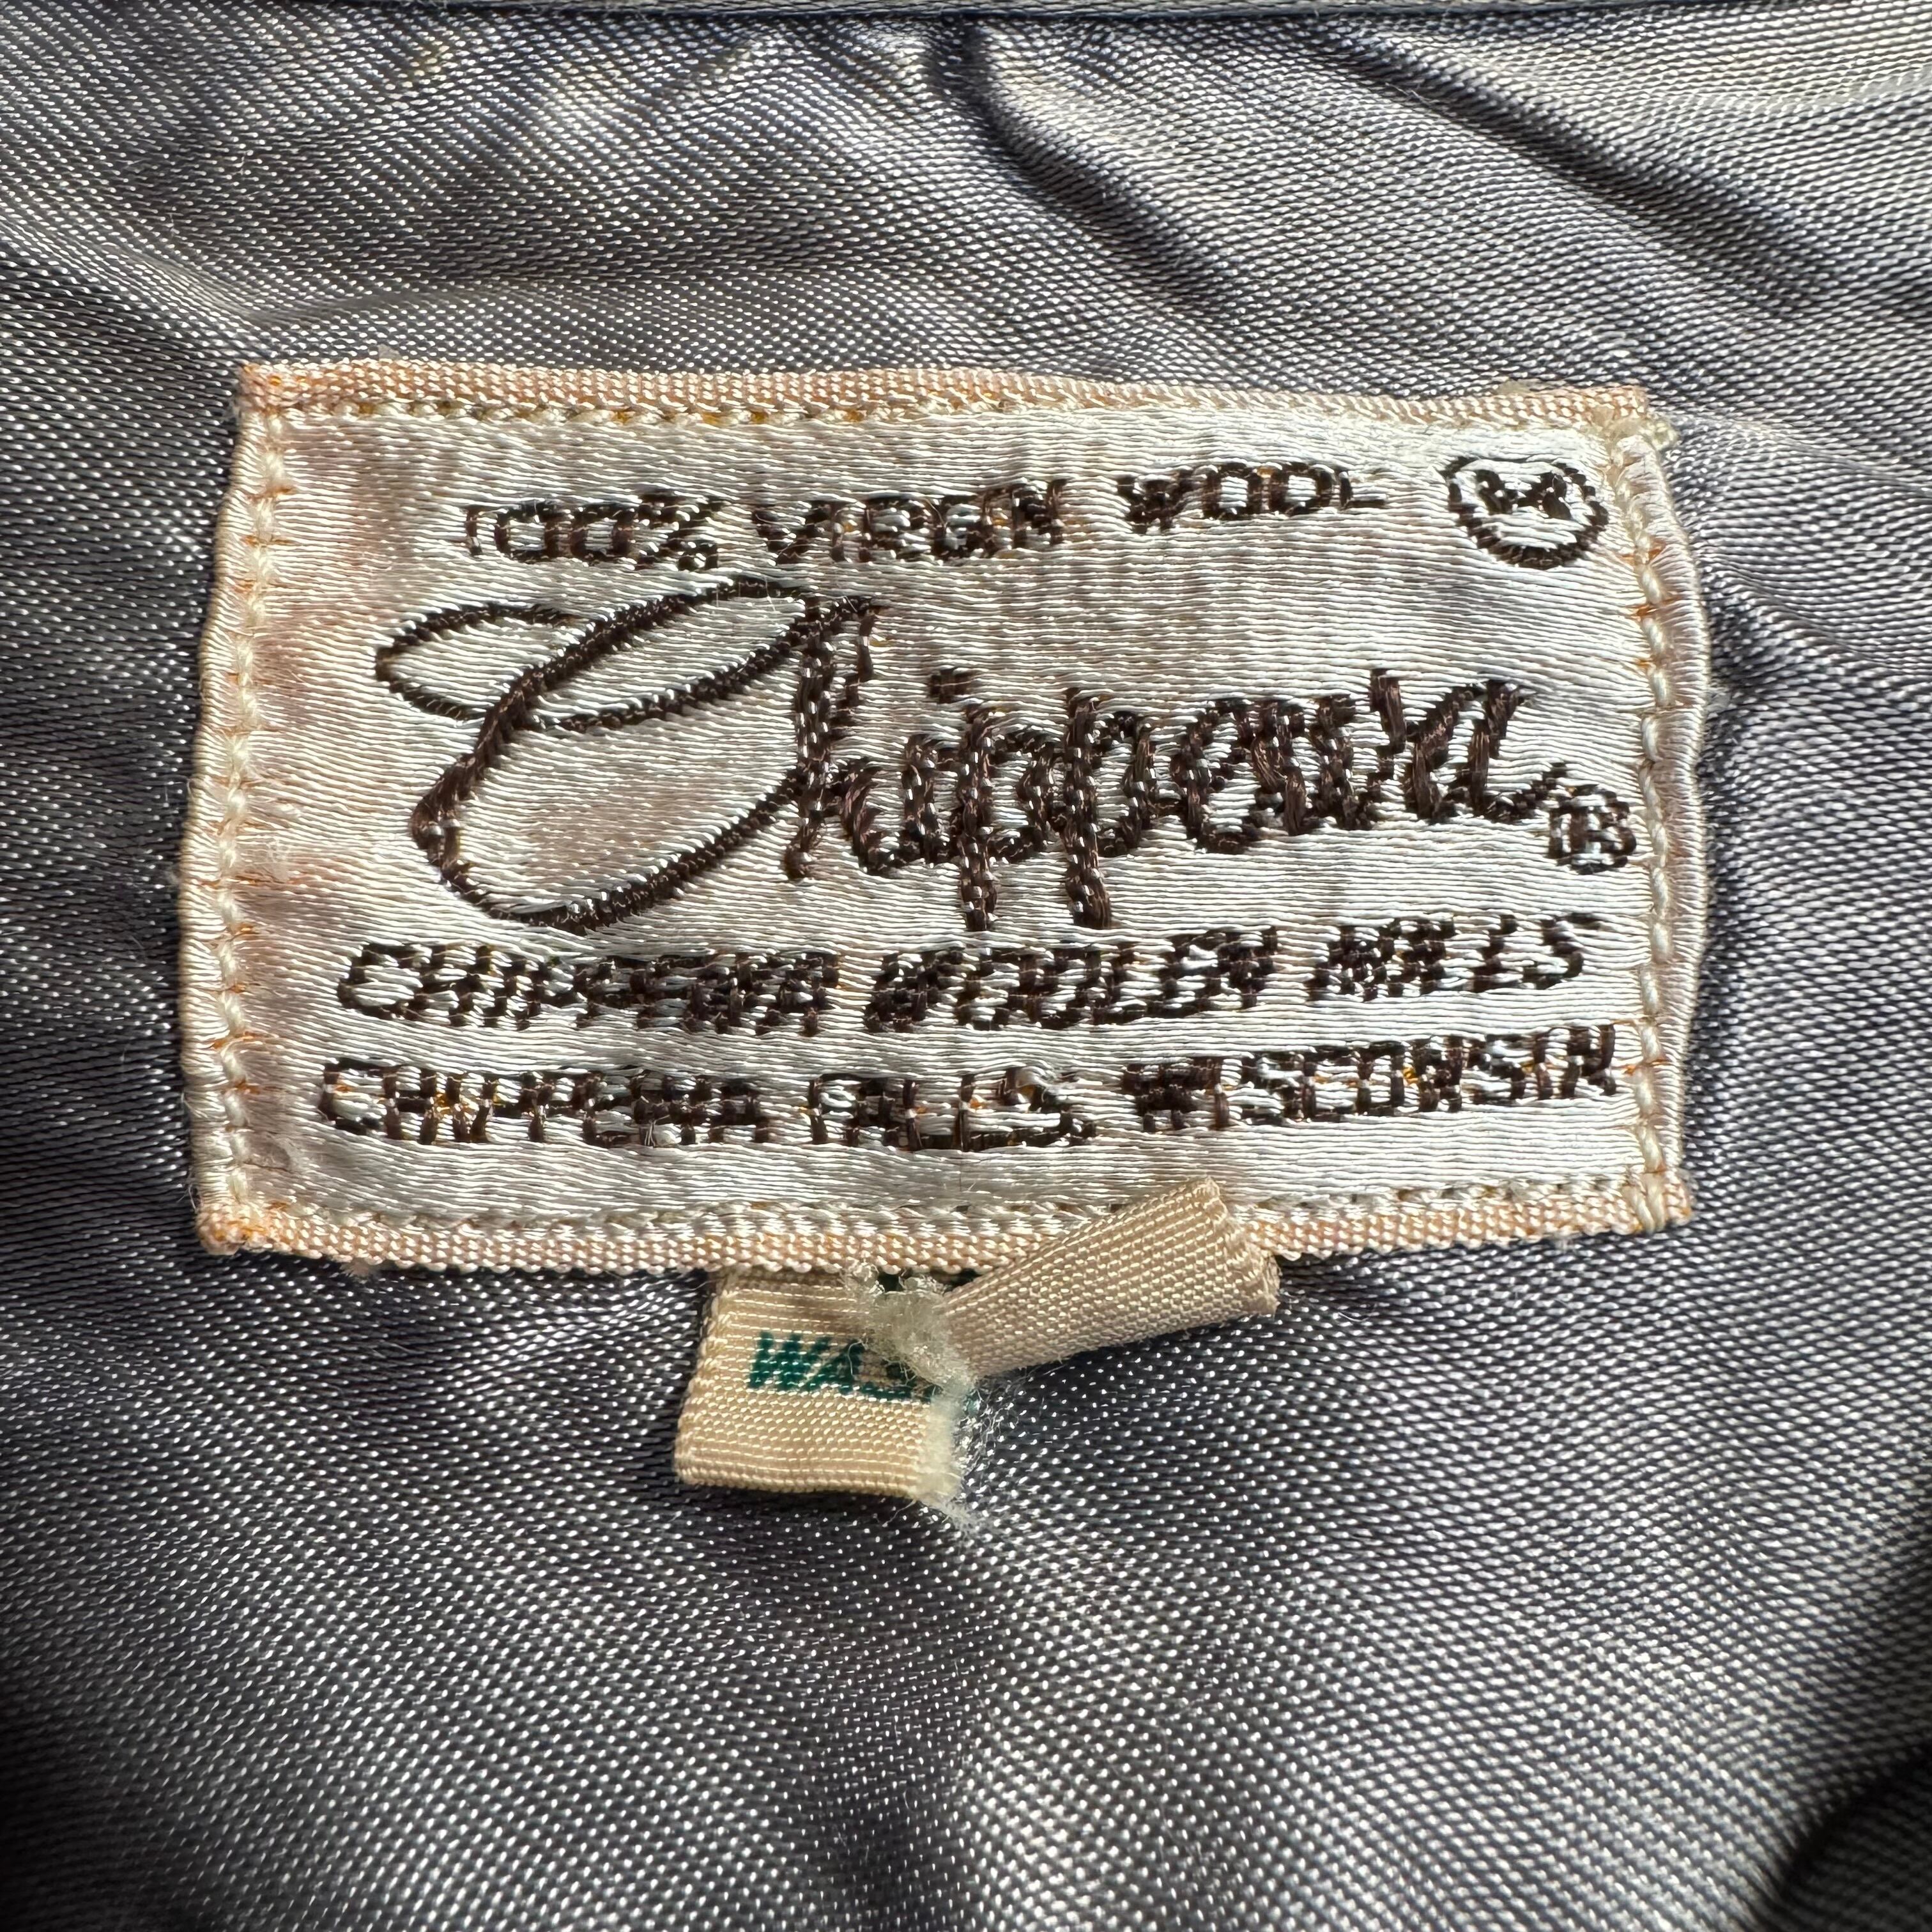 100% VIRGIN WOOL
Chippewa ®
CHIPPEWA WOOLEN MILLS
CHIPPEWA FALLS, WISCONSIN